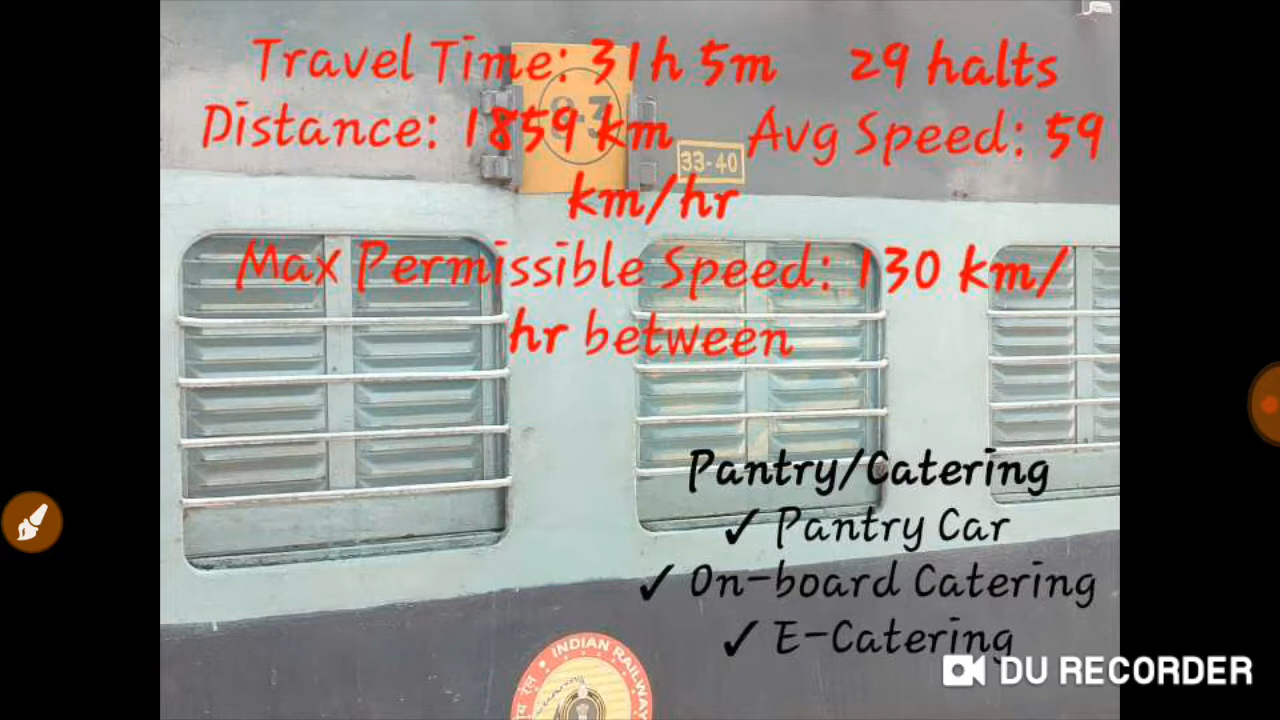 Travel Time: 31h 5m 29 halts
Distance: 1859 km Avg Speed: 59
km/hr
33-40
Max Permissible Speed: 130 km/
hr between
Pantry/Catering
✓ Pantry Car
✓ On-board Catering
✓ E-Catering
INDIAN RAILWAY
रेल
DU RECORDER